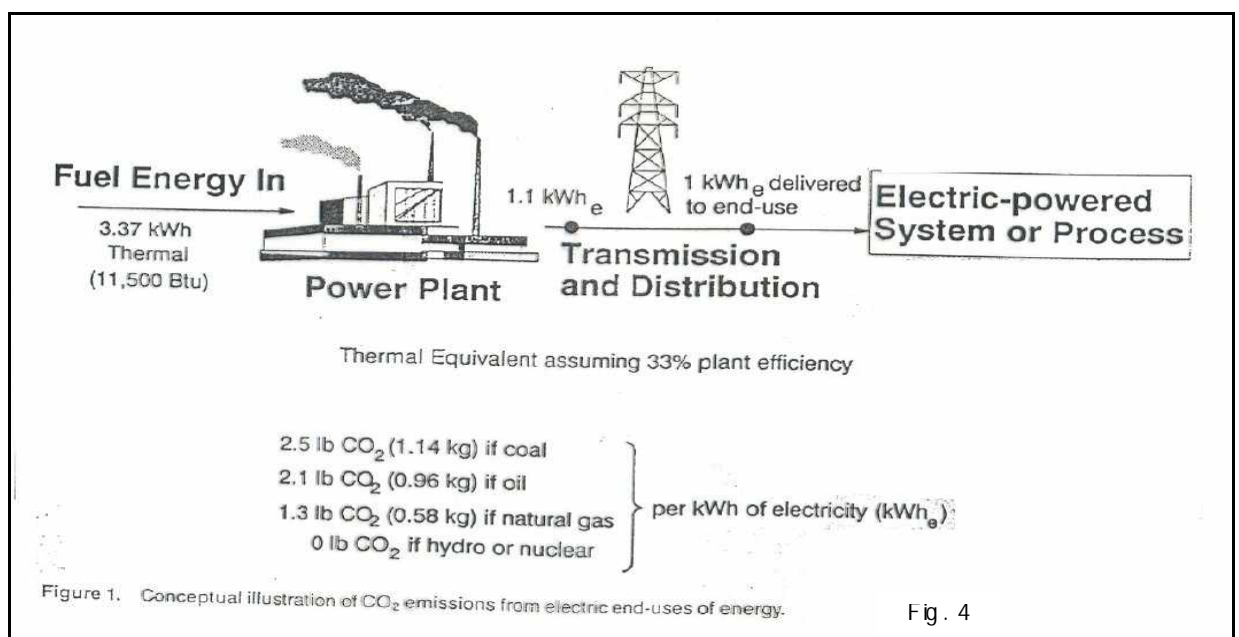 Fuel Energy In
3.37 kWh
Thermal
(11,500 Btu)
Power Plant
1.1 kWhe
1 kWhe delivered
to end-use
Transmission
and Distribution
Electric-powered
System or Process
Thermal Equivalent assuming 33% plant efficiency
2.5 lb CO2 (1.14 kg) if coal
2.1 lb CO2 (0.96 kg) if oil
1.3 lb CO2 (0.58 kg) if natural gas
0 lb CO2 if hydro or nuclear
per kWh of electricity (kWhe)
Figure 1. Conceptual illustration of CO2 emissions from electric end-uses of energy.
Fig. 4